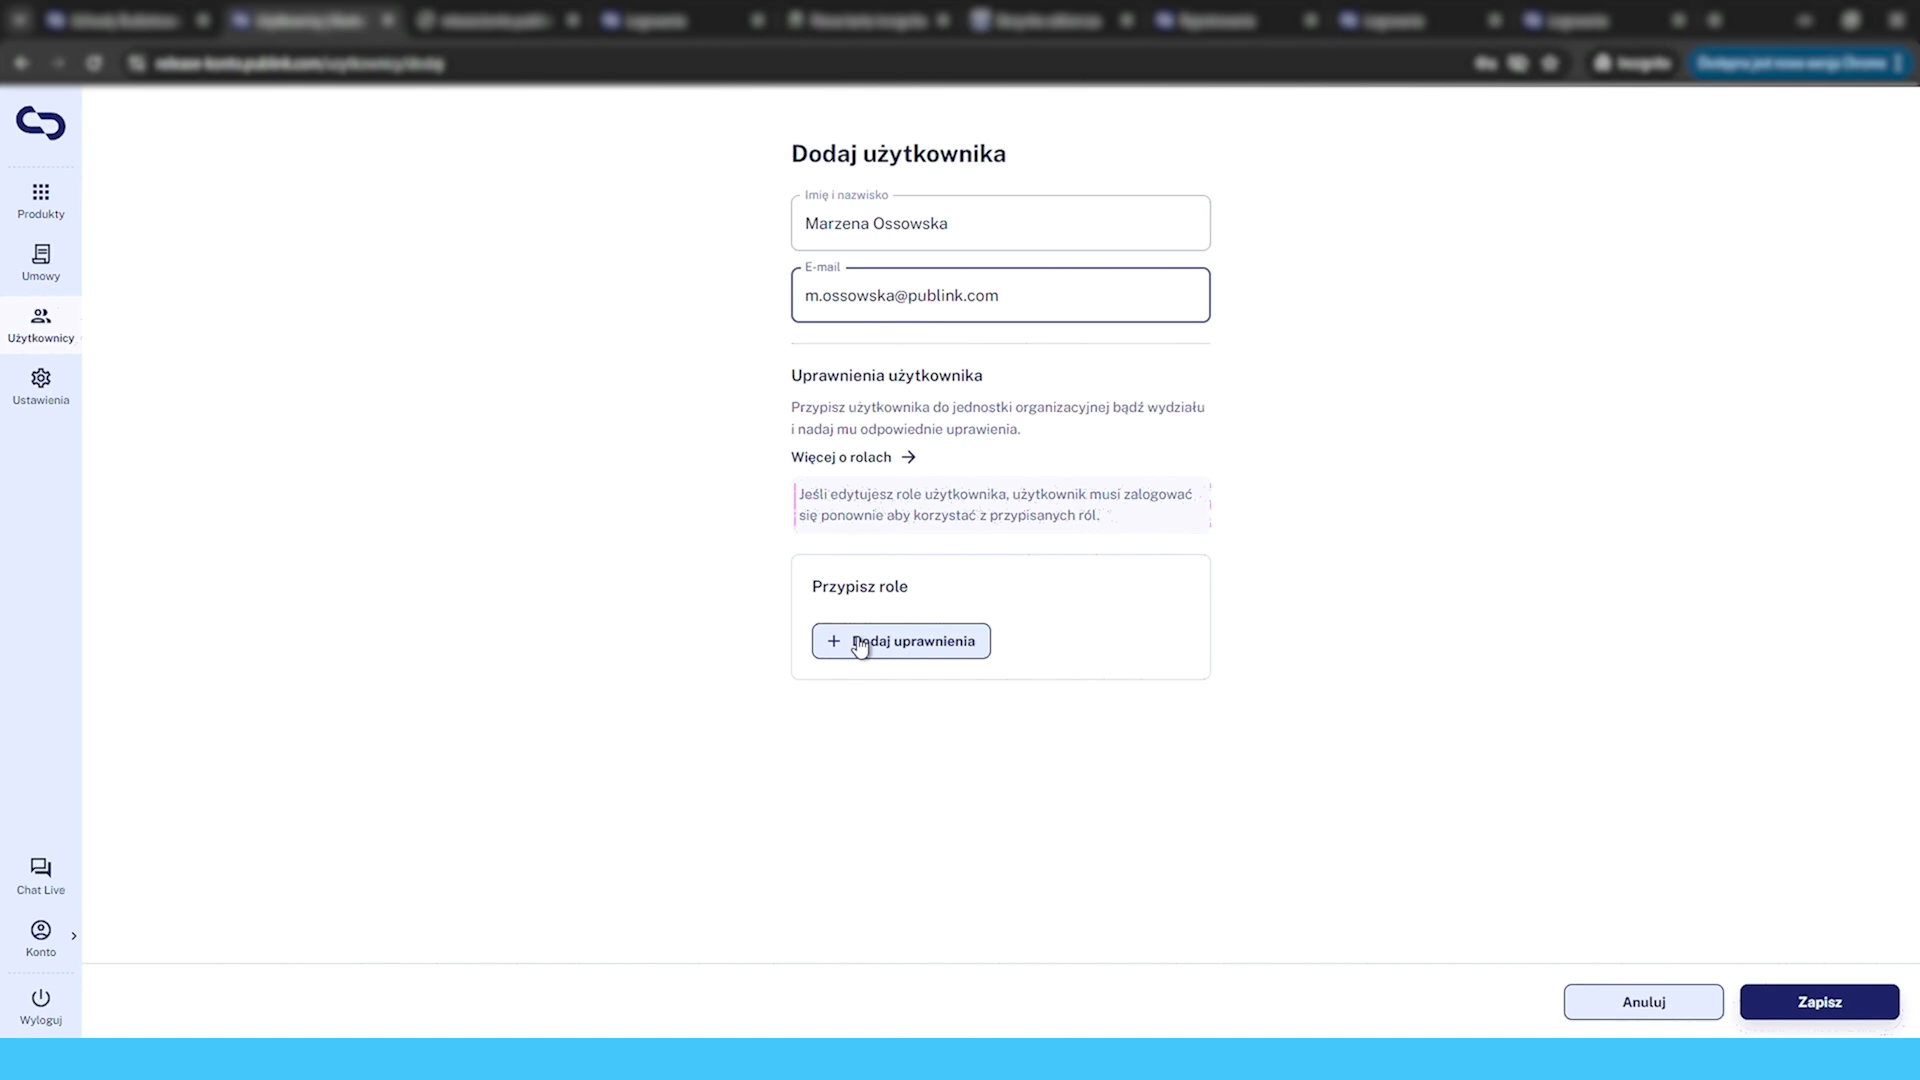 Dodaj użytkownika
Imię i nazwisko
Marzena Ossowska
E-mail
m.ossowska@publink.com
Uprawnienia użytkownika
Przypisz użytkownika do jednostki organizacyjnej bądź wydziału
i nadaj mu odpowiednie uprawienia.
Więcej o rolach
Jeśli edytujesz role użytkownika, użytkownik musi zalogować
się ponownie aby korzystać z przypisanych ról.
Przypisz role
Dodaj uprawnienia
Produkty
Umowy
Użytkownicy
Ustawienia
Chat Live
Konto
Wyloguj
Anuluj
Zapisz